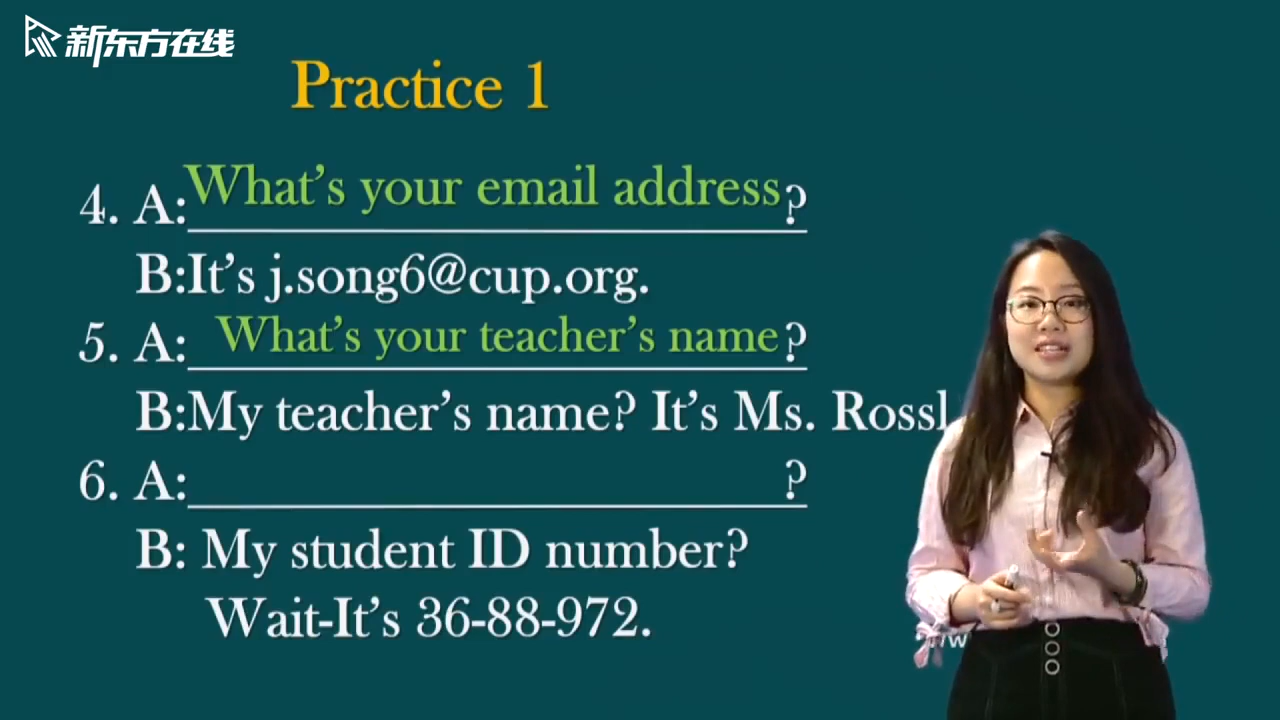 新东方在线
Practice 1
4. A:What's your email address?
B:It's j.song6@cup.org.
5. A: What's your teacher's name?
B:My teacher's name? It's Ms. Rossl
6. A: ?
B: My student ID number?
Wait-It's 36-88-972.